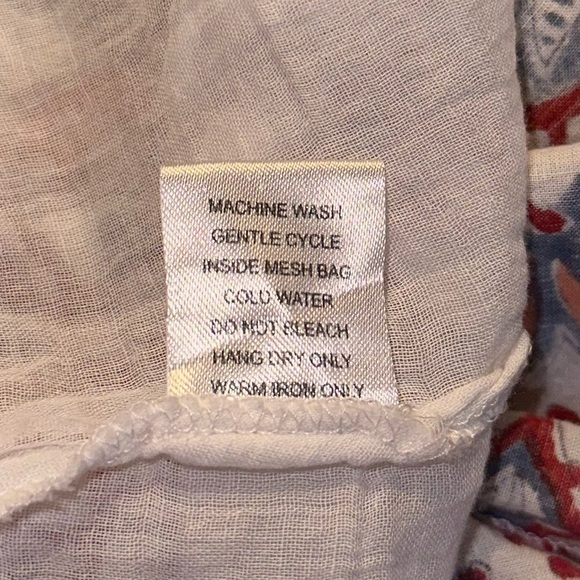 MACHINE WASH
GENTLE CYCLE
INSIDE MESH BAG
COLD WATER
DO NOT BLEACH
HANG DRY ONLY
WARM IRON ONLY